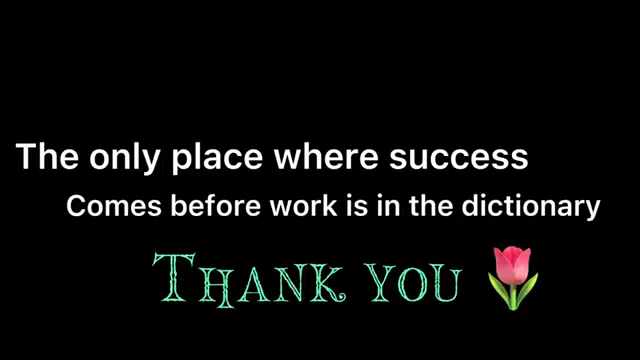 The only place where success
Comes before work is in the dictionary
THANK YOU 🌷